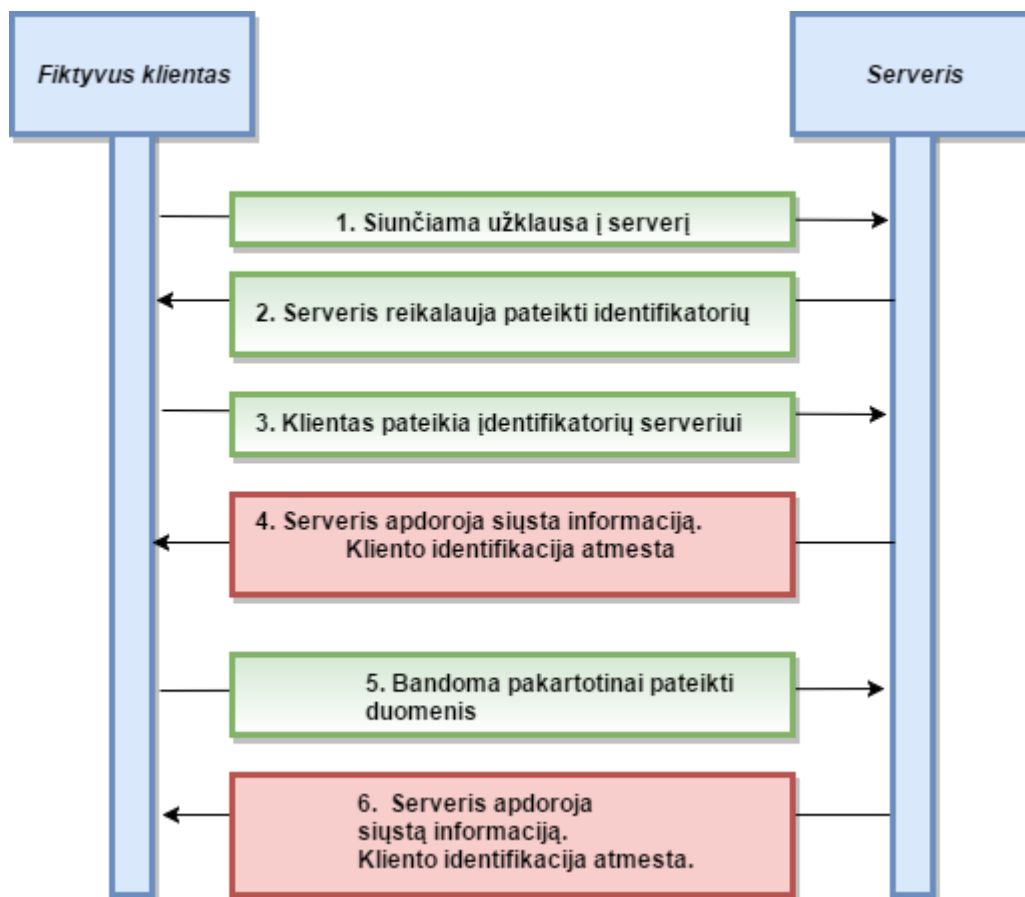 Fiktyvus klientas
Serveris
1. Siunčiama užklausa į serverį
2. Serveris reikalauja pateikti identifikatorių
3. Klientas pateikia įdentifikatorių serveriui
4. Serveris apdoroja siųsta informaciją.
Kliento identifikacija atmesta
5. Bandoma pakartotinai pateikti
duomenis
6. Serveris apdoroja
siųstą informaciją.
Kliento identifikacija atmesta.